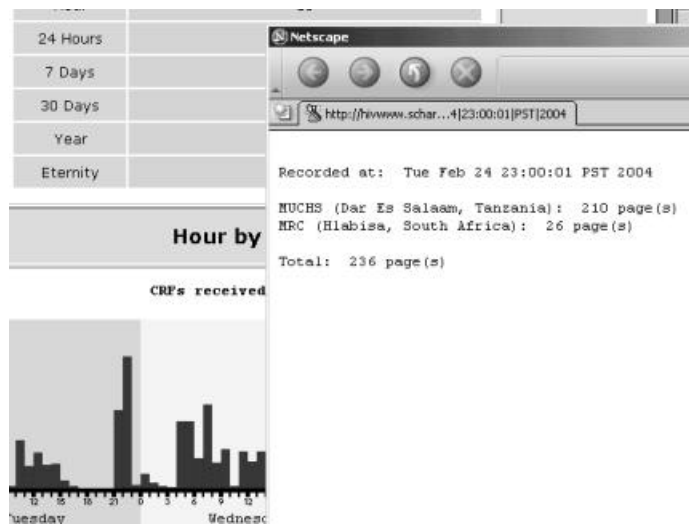 24 Hours
7 Days
30 Days
Year
Eternity
Hour by
CRFs received
12 15 18 21 0 3 6 9 12
Tuesday Wednesd
Netscape
http://hivwww.schar...4|23:00:01|PST|2004
Recorded at: Tue Feb 24 23:00:01 PST 2004
MUCHS (Dar Es Salaam, Tanzania): 210 page(s)
MRC (Hlabisa, South Africa): 26 page(s)
Total: 236 page(s)